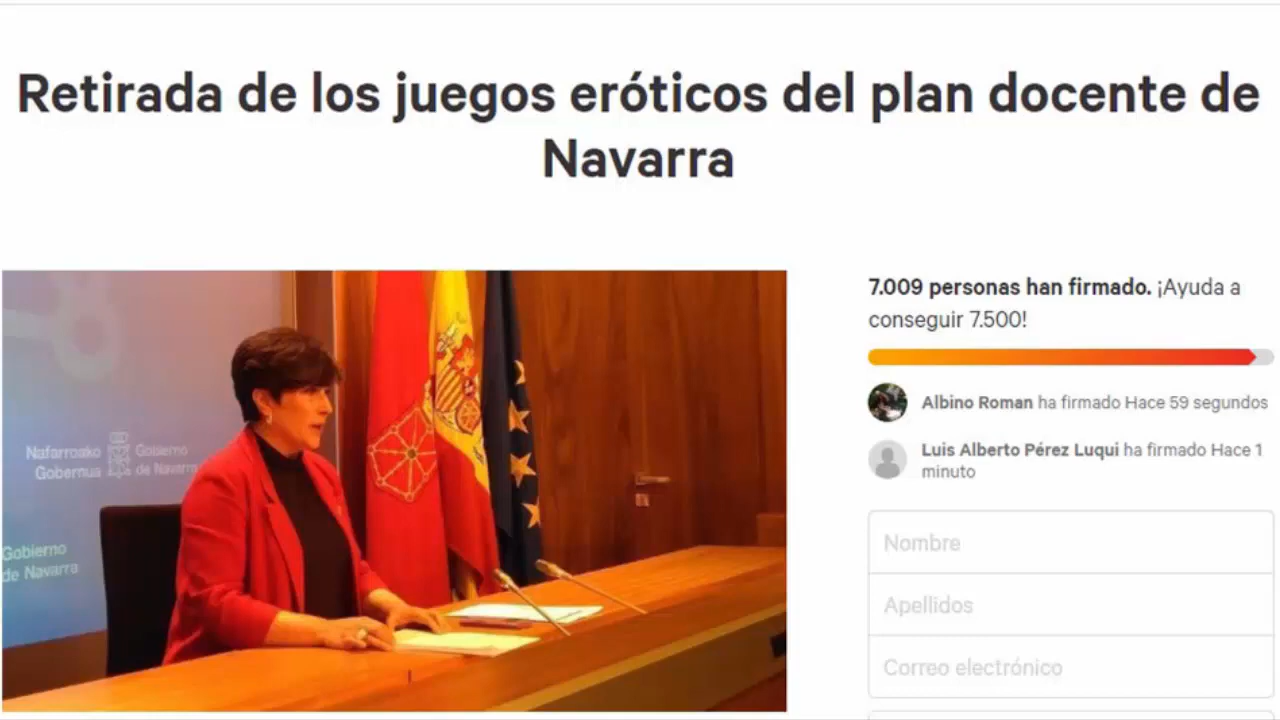 Retirada de los juegos eróticos del plan docente de
Navarra
7.009 personas han firmado. ¡Ayuda a
conseguir 7.500!
Albino Roman ha firmado Hace 59 segundos
Luis Alberto Pérez Luqui ha firmado Hace 1
minuto
Nombre
Apellidos
Correo electrónico
Nafarroako
Gobernua
Gobierno
de Navarra
Gobierno
de Navarra